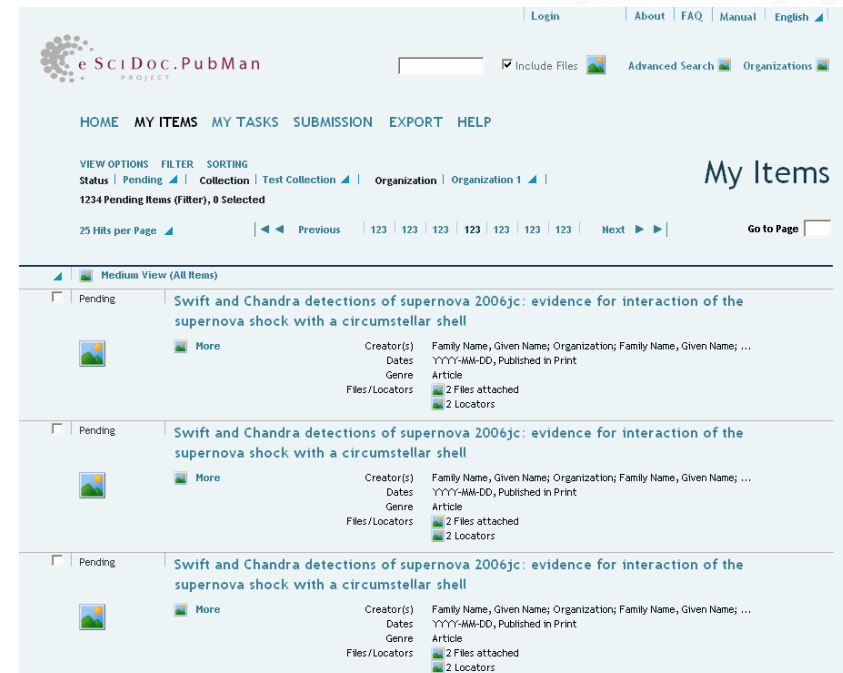 Login | About | FAQ | Manual | English
e SciDoc.PubMan
PROJECT
Include Files Advanced Search Organizations
HOME MY ITEMS MY TASKS SUBMISSION EXPORT HELP
VIEW OPTIONS FILTER SORTING
My Items
Status | Pending | Collection | Test Collection | Organization | Organization 1 |
1234 Pending Items (Filter), 0 Selected
25 Hits per Page Previous | 123 | 123 | 123 | 123 | 123 | 123 | 123 | Next Go to Page
Medium View (All Items)
Pending Swift and Chandra detections of supernova 2006jc: evidence for interaction of the
supernova shock with a circumstellar shell
More Creator(s) Family Name, Given Name; Organization; Family Name, Given Name; ...
Dates YYYY-MM-DD, Published in Print
Genre Article
Files/Locators 2 Files attached
2 Locators
Pending Swift and Chandra detections of supernova 2006jc: evidence for interaction of the
supernova shock with a circumstellar shell
More Creator(s) Family Name, Given Name; Organization; Family Name, Given Name; ...
Dates YYYY-MM-DD, Published in Print
Genre Article
Files/Locators 2 Files attached
2 Locators
Pending Swift and Chandra detections of supernova 2006jc: evidence for interaction of the
supernova shock with a circumstellar shell
More Creator(s) Family Name, Given Name; Organization; Family Name, Given Name; ...
Dates YYYY-MM-DD, Published in Print
Genre Article
Files/Locators 2 Files attached
2 Locators